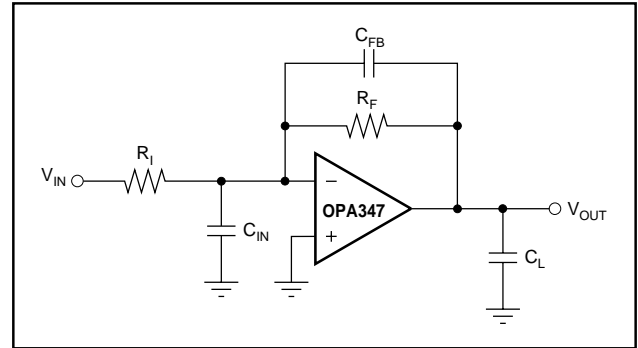 C_FB
R_F
R_I
V_IN
−
OPA347
+
V_OUT
C_IN
C_L